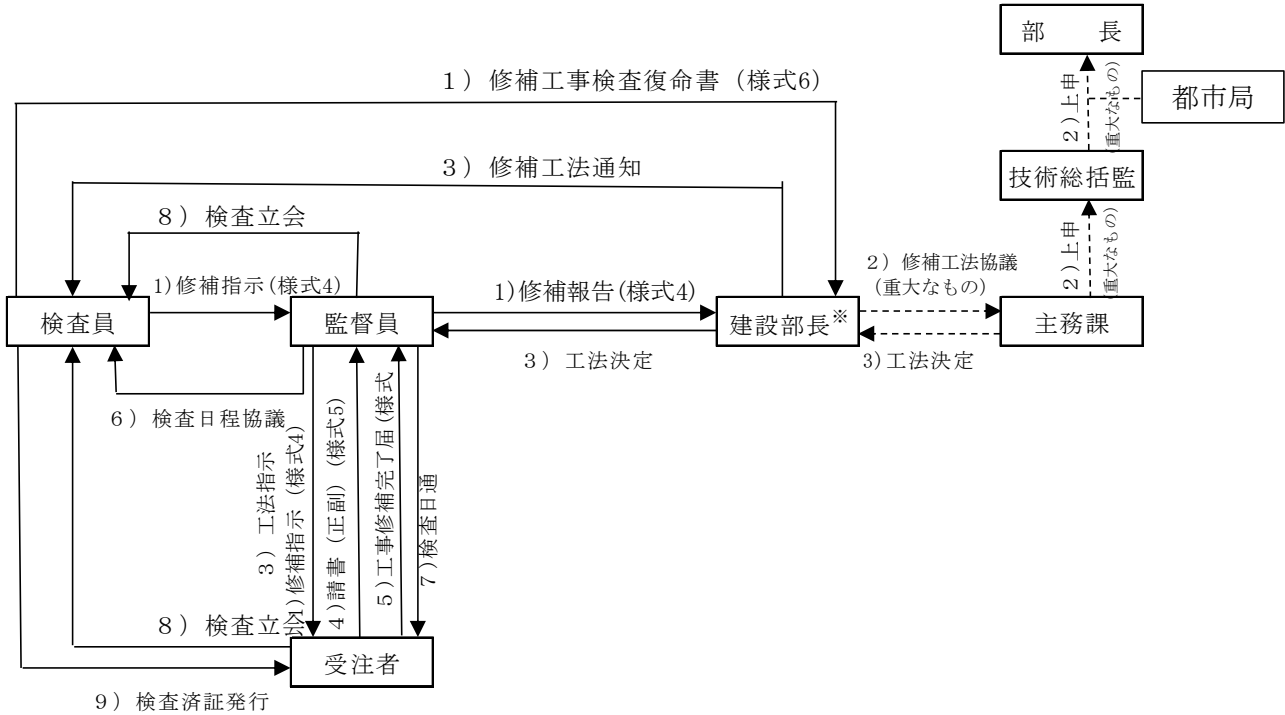 部　　長
1） 修補工事検査復命書 (様式6)
2)上申
(重大なもの)
都市局
3） 修補工法通知
技術総括監
8）検査立会
2)上申
(重大なもの)
2） 修補工法協議
(重大なもの)
1)修補指示(様式4)
1)修補報告(様式4)
検査員
監督員
建設部長※
主務課
3） 工法決定
3)工法決定
6） 検査日程協議
3） 工法指示
1)修補指示 (様式4)
4)請書 (正副) (様式5)
5)工事修補完了届(様式
7)検査日通
8） 検査立会
受注者
9） 検査済証発行